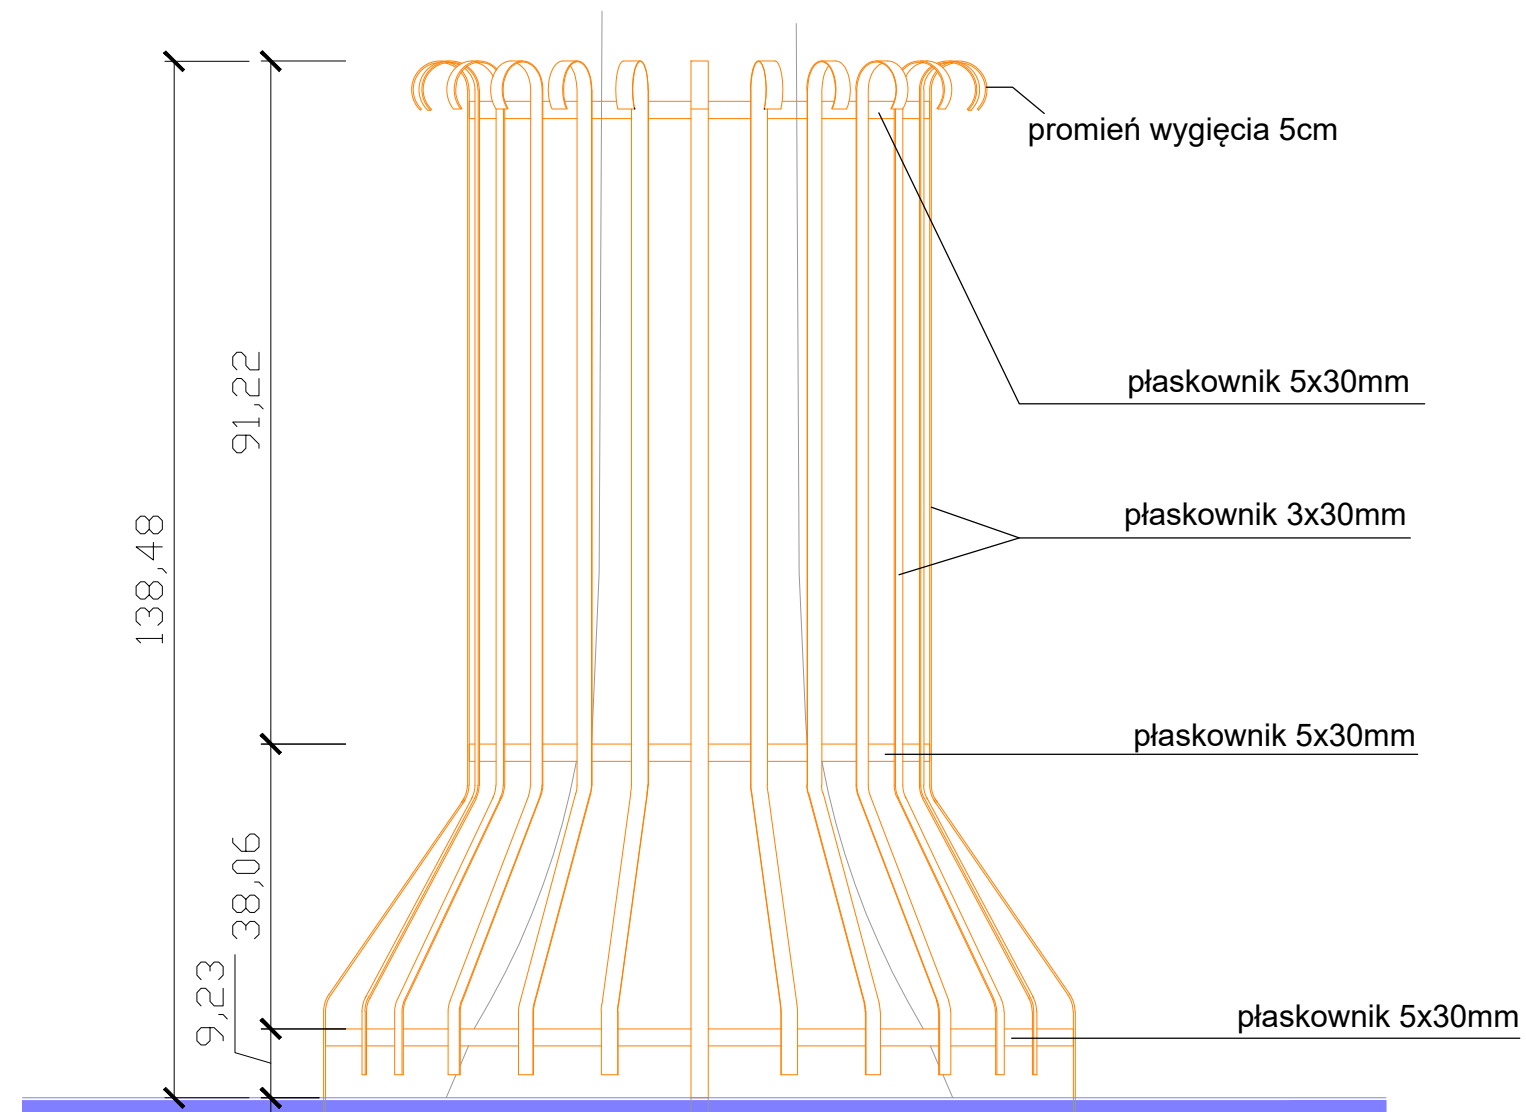 promień wygięcia 5cm
płaskownik 5x30mm
91,22
płaskownik 3x30mm
138,48
płaskownik 5x30mm
38,06
9,23
płaskownik 5x30mm